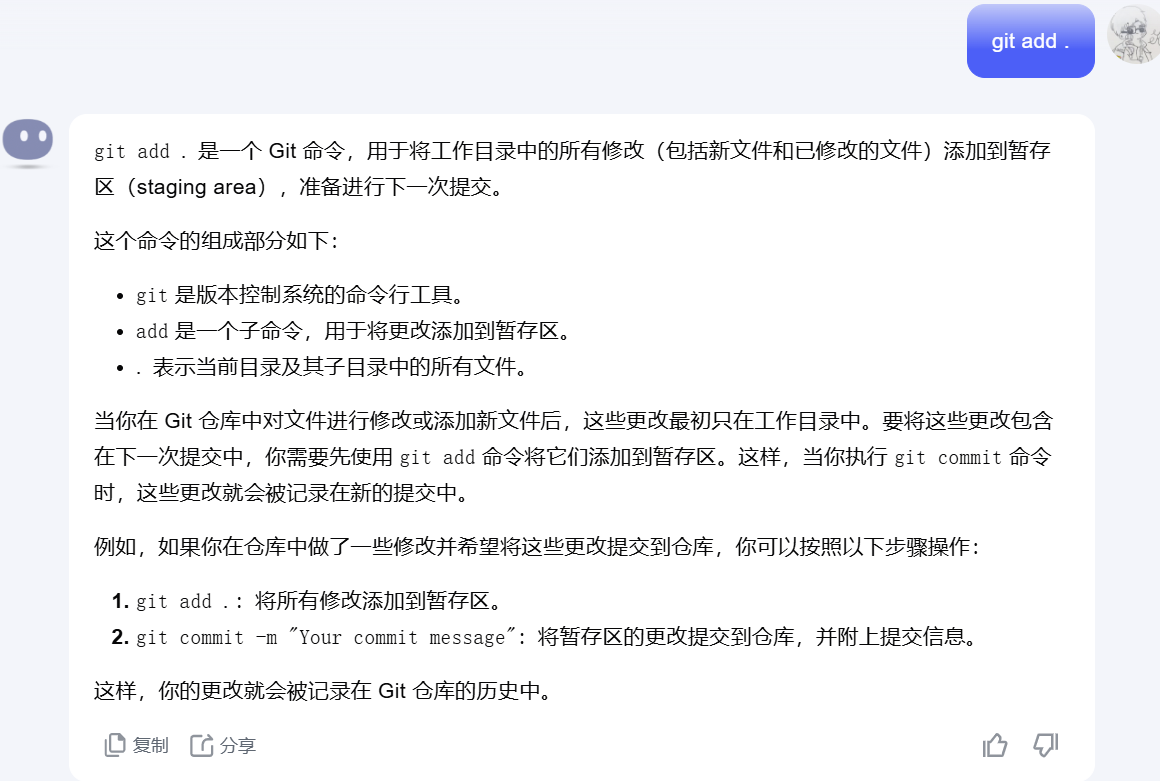 git add .
git add . 是一个 Git 命令，用于将工作目录中的所有修改（包括新文件和已修改的文件）添加到暂存
区（staging area），准备进行下一次提交。
这个命令的组成部分如下：
• git 是版本控制系统的命令行工具。
• add 是一个子命令，用于将更改添加到暂存区。
• . 表示当前目录及其子目录中的所有文件。
当你在 Git 仓库中对文件进行修改或添加新文件后，这些更改最初只在工作目录中。要将这些更改包含
在下一次提交中，你需要先使用 git add 命令将它们添加到暂存区。这样，当你执行 git commit 命令
时，这些更改就会被记录在新的提交中。
例如，如果你在仓库中做了一些修改并希望将这些更改提交到仓库，你可以按照以下步骤操作：
1. git add .：将所有修改添加到暂存区。
2. git commit -m "Your commit message"：将暂存区的更改提交到仓库，并附上提交信息。
这样，你的更改就会被记录在 Git 仓库的历史中。
复制 分享